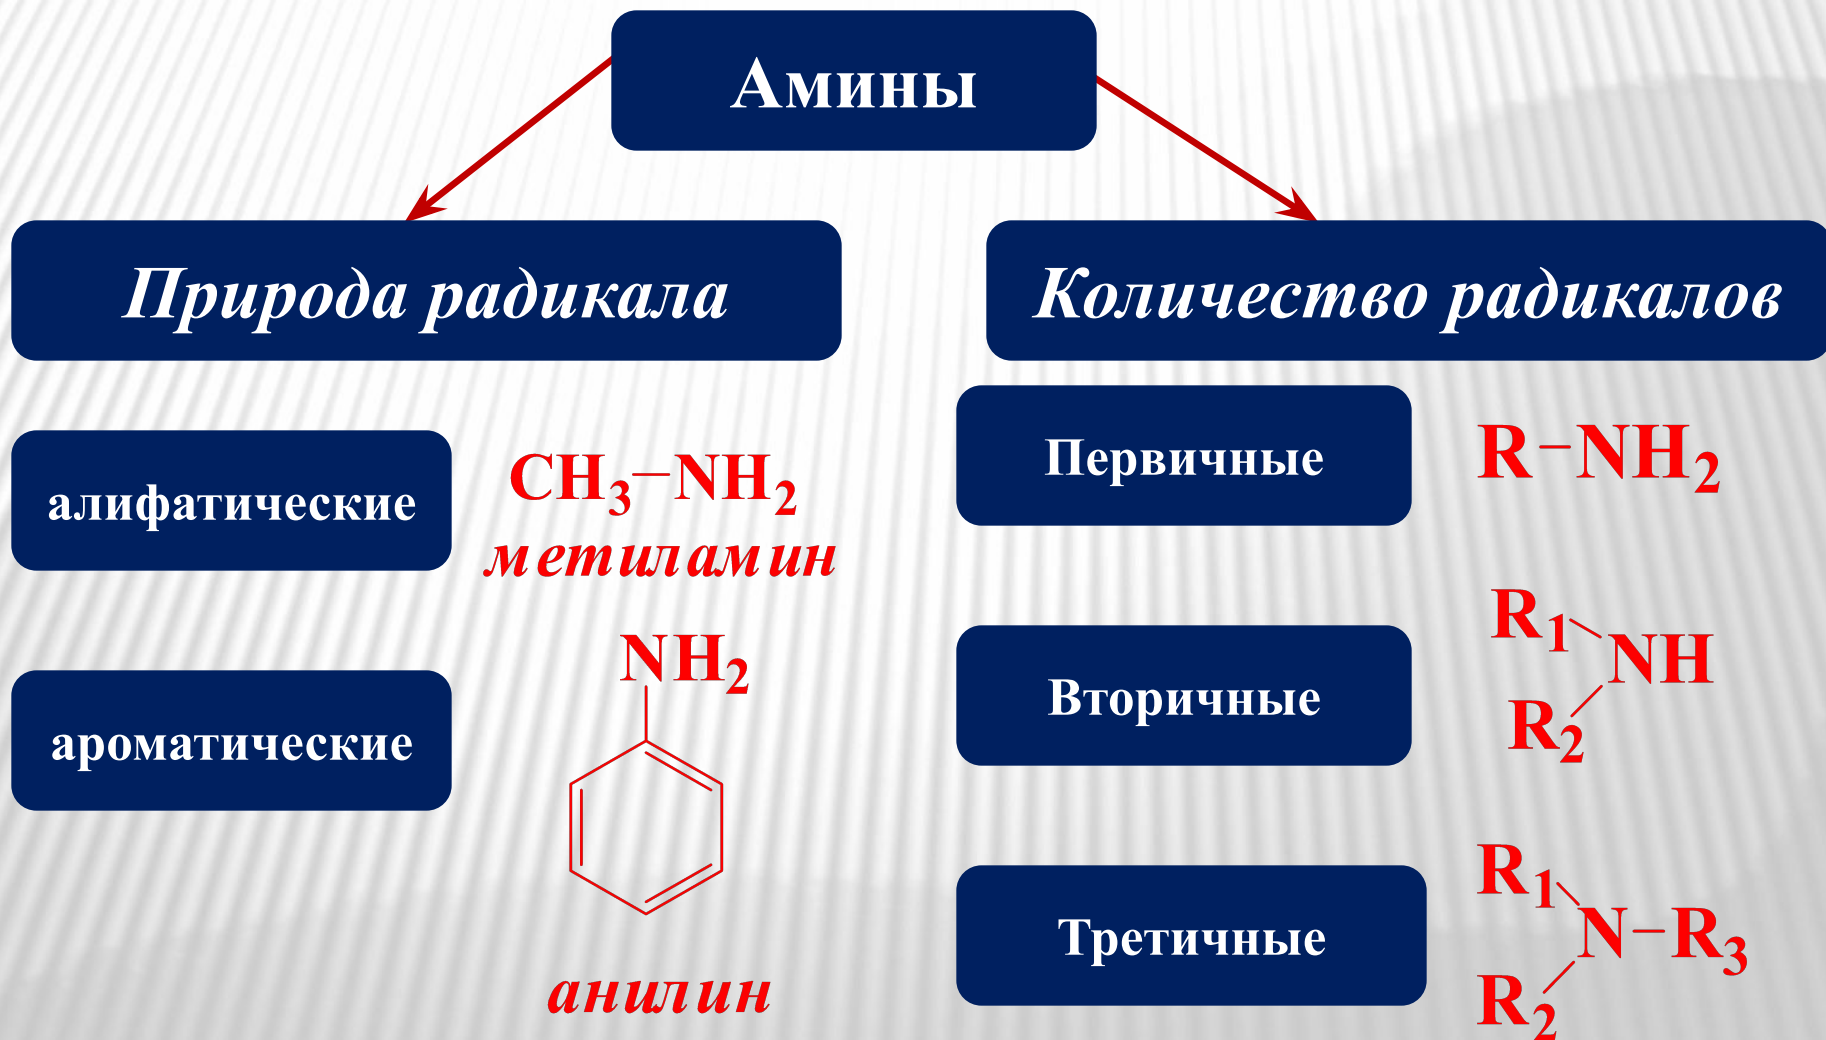 Амины
Природа радикала
алифатические
CH3–NH2
метиламин
ароматические
NH2
анилин
Количество радикалов
Первичные
R–NH2
Вторичные
R1
NH
R2
Третичные
R1
N–R3
R2